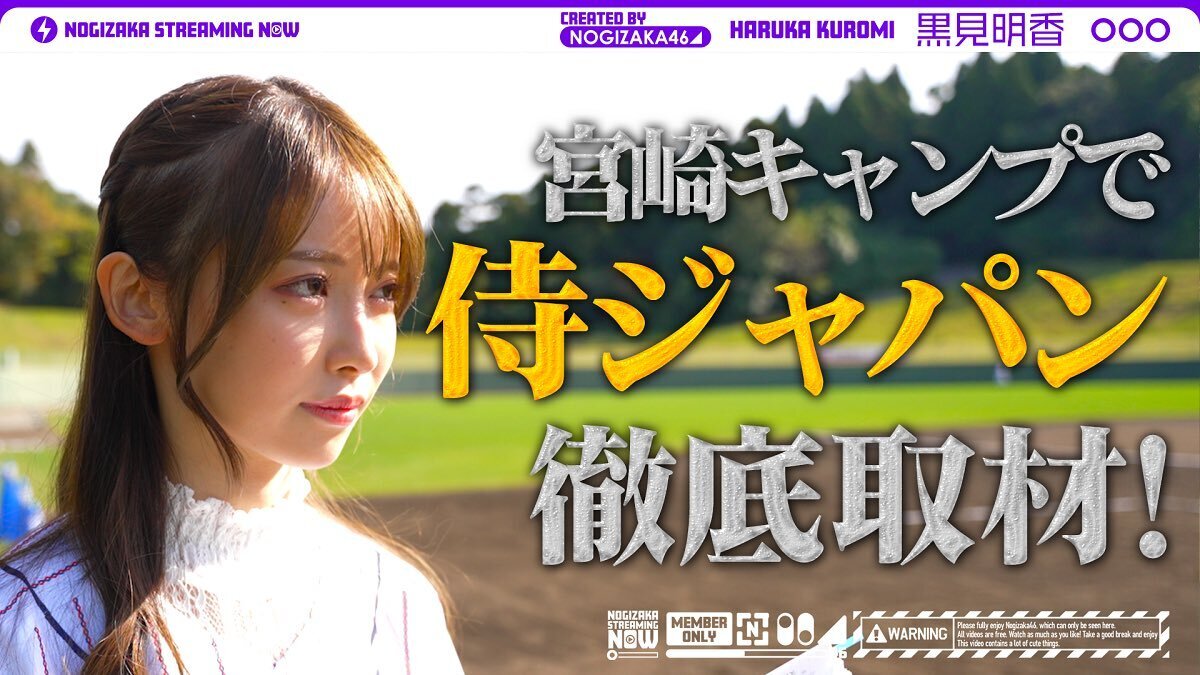 NOGIZAKA STREAMING NOW
CREATED BY
NOGIZAKA46
HARUKA KUROMI 黒見明香
宮崎キャンプで
侍ジャパン
徹底取材!
NOGIZAKA
STREAMING
NOW
MEMBER
ONLY
N
WARNING
Please fully enjoy Nogizaka46, which can only be seen here.
All videos are free. Watch as much as you like! Take a good break and enjoy
This video contains a lot of cute things.